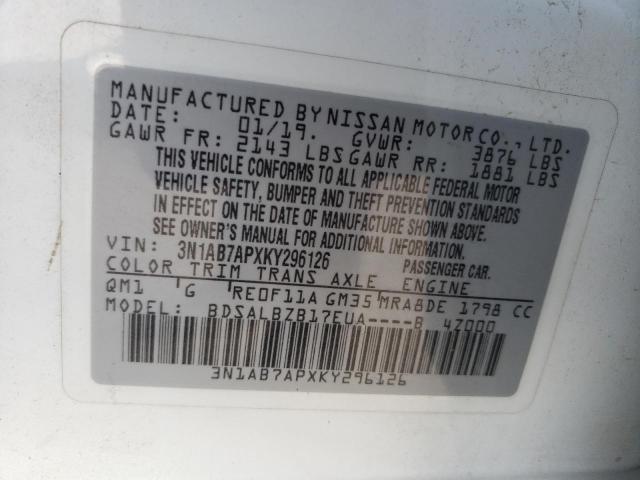 MANUFACTURED BY NISSAN MOTOR CO., LTD.
DATE: 01/19. GVWR: 3876 LBS
GAWR FR: 2143 LBS GAWR RR: 1881 LBS
THIS VEHICLE CONFORMS TO ALL APPLICABLE FEDERAL MOTOR
VEHICLE SAFETY, BUMPER AND THEFT PREVENTION STANDARDS
IN EFFECT ON THE DATE OF MANUFACTURE SHOWN ABOVE.
SEE OWNER'S MANUAL FOR ADDITIONAL INFORMATION.
VIN: 3N1AB7APXKY296126 PASSENGER CAR.
COLOR TRIM TRANS AXLE ENGINE
QM1 G RE0F11A GM35 MRA8DE 1798 CC
MODEL: BDSALBZB17EUA----B 4Z000
3N1AB7APXKY296126